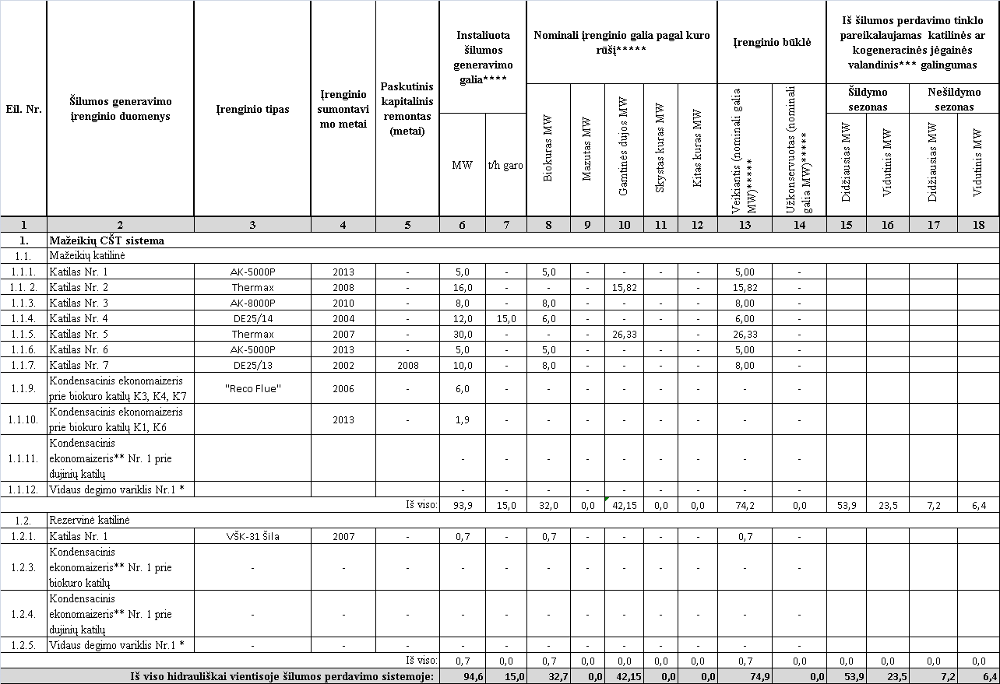 Eil. Nr. | Šilumos generavimo įrenginio duomenys | Įrenginio tipas | Įrenginio sumontavimo metai | Paskutinis kapitalinis remontas (metai) | Instaliuota šilumos generavimo galia**** | Nominali įrenginio galia pagal kuro rūšį***** | Įrenginio būklė | Iš šilumos perdavimo tinklo pareikalaujamas katilinės ar kogeneracinės jėgainės valandinis*** galingumas
Šildymo sezonas | Nešildymo sezonas
MW | t/h garo | Biokuras MW | Mazutas MW | Gamtinės dujos MW | Skystas kuras MW | Kitas kuras MW | Veikiantis (nominali galia MW)***** | Užkonservuotas (nominali galia MW)***** | Didžiausias MW | Vidutinis MW | Didžiausias MW | Vidutinis MW
1 | 2 | 3 | 4 | 5 | 6 | 7 | 8 | 9 | 10 | 11 | 12 | 13 | 14 | 15 | 16 | 17 | 18
1. | Mažeikių CŠT sistema
1.1. | Mažeikių katilinė
1.1.1. | Katilas Nr. 1 | AK-5000P | 2013 | - | 5,0 | - | 5,0 | - | - | - | - | 5,00 | -
1.1. 2. | Katilas Nr. 2 | Thermax | 2008 | - | 16,0 | - | - | - | 15,82 | | - | 15,82 | -
1.1.3. | Katilas Nr. 3 | AK-8000P | 2010 | - | 8,0 | - | 8,0 | - | - | - | - | 8,00 | -
1.1.4. | Katilas Nr. 4 | DE25/14 | 2004 | - | 12,0 | 15,0 | 6,0 | - | - | - | - | 6,00 | -
1.1.5. | Katilas Nr. 5 | Thermax | 2007 | - | 30,0 | - | - | - | 26,33 | - | - | 26,33 | -
1.1.6. | Katilas Nr. 6 | AK-5000P | 2013 | - | 5,0 | - | 5,0 | - | - | - | - | 5,00 | -
1.1.7. | Katilas Nr. 7 | DE25/13 | 2002 | 2008 | 10,0 | - | 8,0 | - | - | - | - | 8,00 | -
1.1.9. | Kondensacinis ekonomaizeris prie biokuro katilų K3, K4, K7 | "Reco Flue" | 2006 | - | 6,0 | - | - | - | - | - | - | - | -
1.1.10. | Kondensacinis ekonomaizeris prie biokuro katilų K1, K6 | | 2013 | - | 1,9 | - | - | - | - | - | - | - | -
1.1.11. | Kondensacinis ekonomaizeris** Nr. 1 prie dujinių katilų | | | | - | - | - | - | - | - | - | - | -
1.1.12. | Vidaus degimo variklis Nr.1 * | | | | - | - | - | - | - | - | - | - | -
Iš viso: | 93,9 | 15,0 | 32,0 | 0,0 | 42,15 | 0,0 | 0,0 | 74,2 | 0,0 | 53,9 | 23,5 | 7,2 | 6,4
1.2. | Rezervinė katilinė
1.2.1. | Katilas Nr. 1 | VŠK-31 Šila | 2007 | - | 0,7 | - | 0,7 | - | - | - | - | 0,7 | -
1.2.3. | Kondensacinis ekonomaizeris** Nr. 1 prie biokuro katilų | - | - | - | - | - | - | - | - | - | - | - | -
1.2.4. | Kondensacinis ekonomaizeris** Nr. 1 prie dujinių katilų | - | - | - | - | - | - | - | - | - | - | - | -
1.2.5. | Vidaus degimo variklis Nr.1 * | - | - | - | - | - | - | - | - | - | - | - | -
Iš viso: | 0,7 | 0,0 | 0,7 | 0,0 | 0,0 | 0,0 | 0,0 | 0,7 | 0,0 | 0,0 | 0,0 | 0,0 | 0,0
Iš viso hidrauliškai vientisoje šilumos perdavimo sistemoje: | 94,6 | 15,0 | 32,7 | 0,0 | 42,15 | 0,0 | 0,0 | 74,9 | 0,0 | 53,9 | 23,5 | 7,2 | 6,4